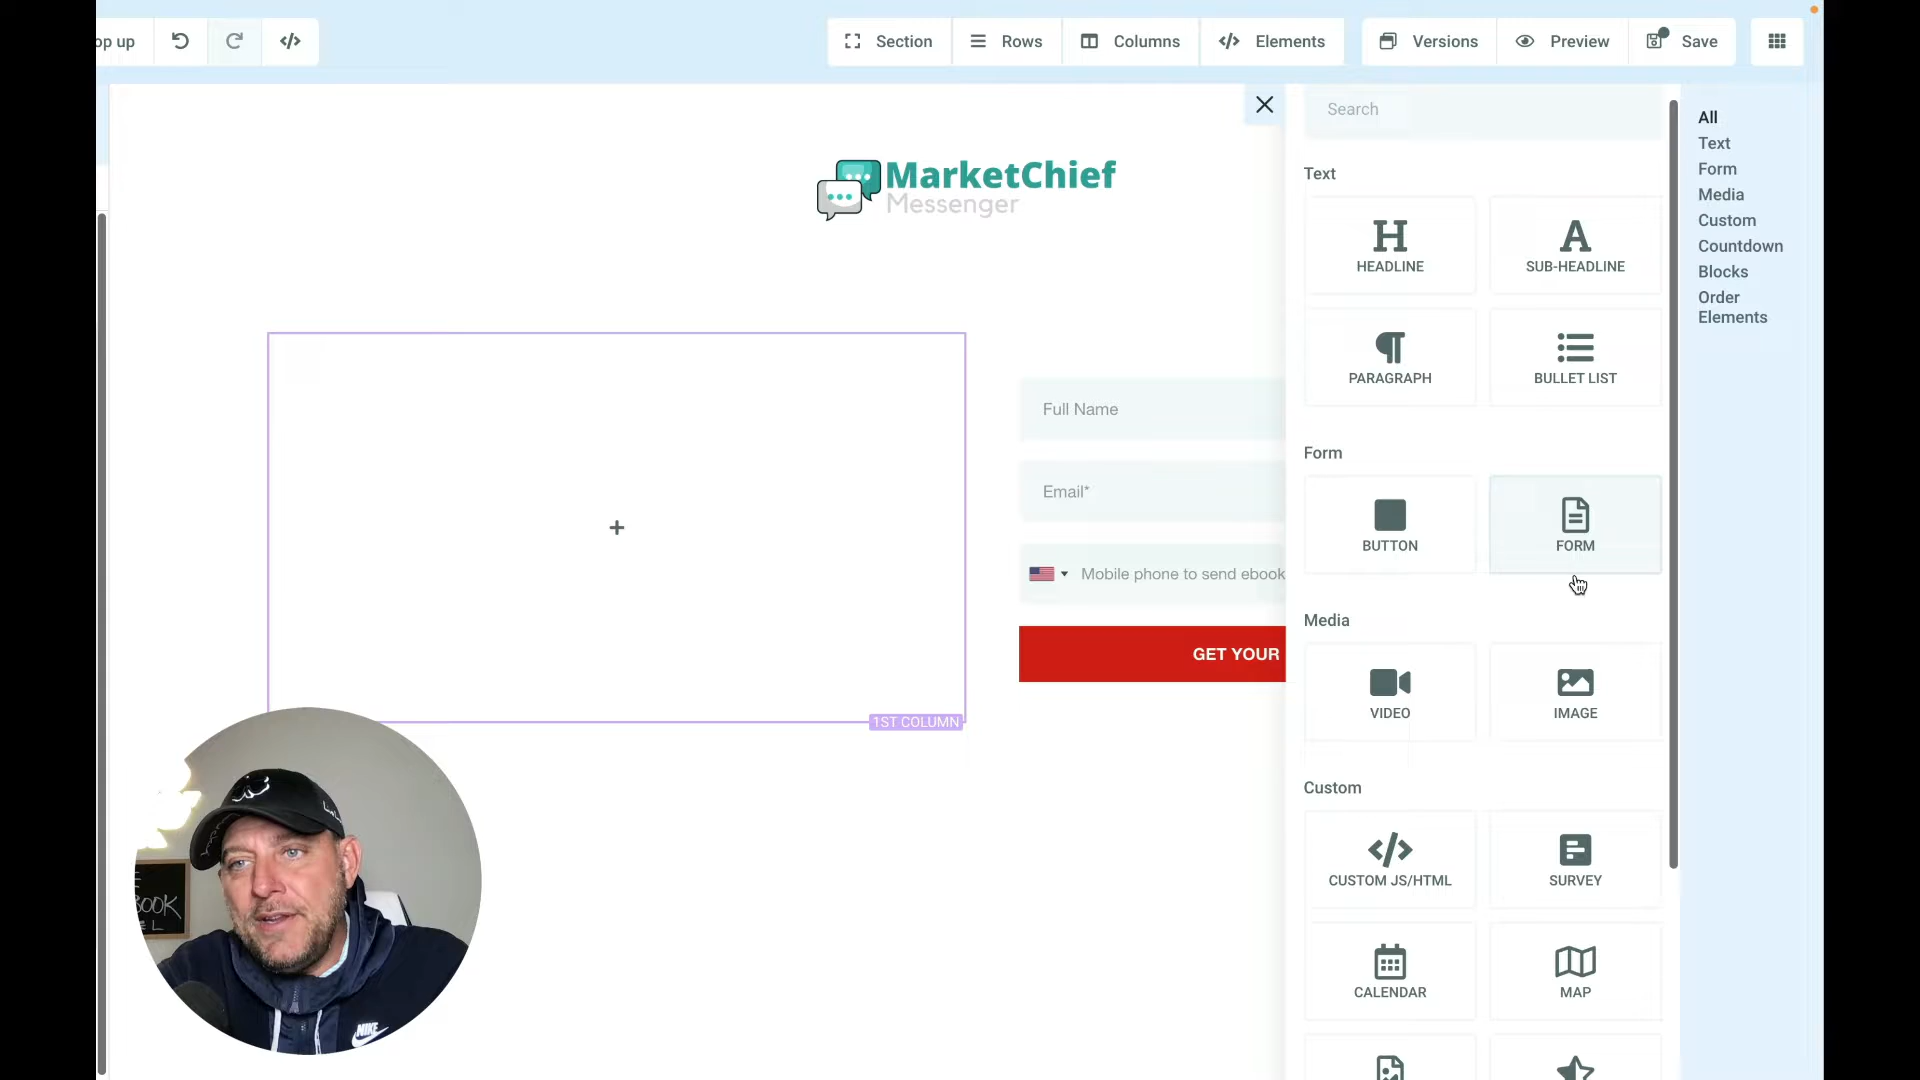 op up
Section
Rows
Columns
Elements
Versions
Preview
Save
MarketChief
Messenger
1ST COLUMN
Full Name
Email*
Mobile phone to send ebook
GET YOUR
Search
Text
HEADLINE
SUB-HEADLINE
PARAGRAPH
BULLET LIST
Form
BUTTON
FORM
Media
VIDEO
IMAGE
Custom
CUSTOM JS/HTML
SURVEY
CALENDAR
MAP
All
Text
Form
Media
Custom
Countdown
Blocks
Order
Elements
NIKE